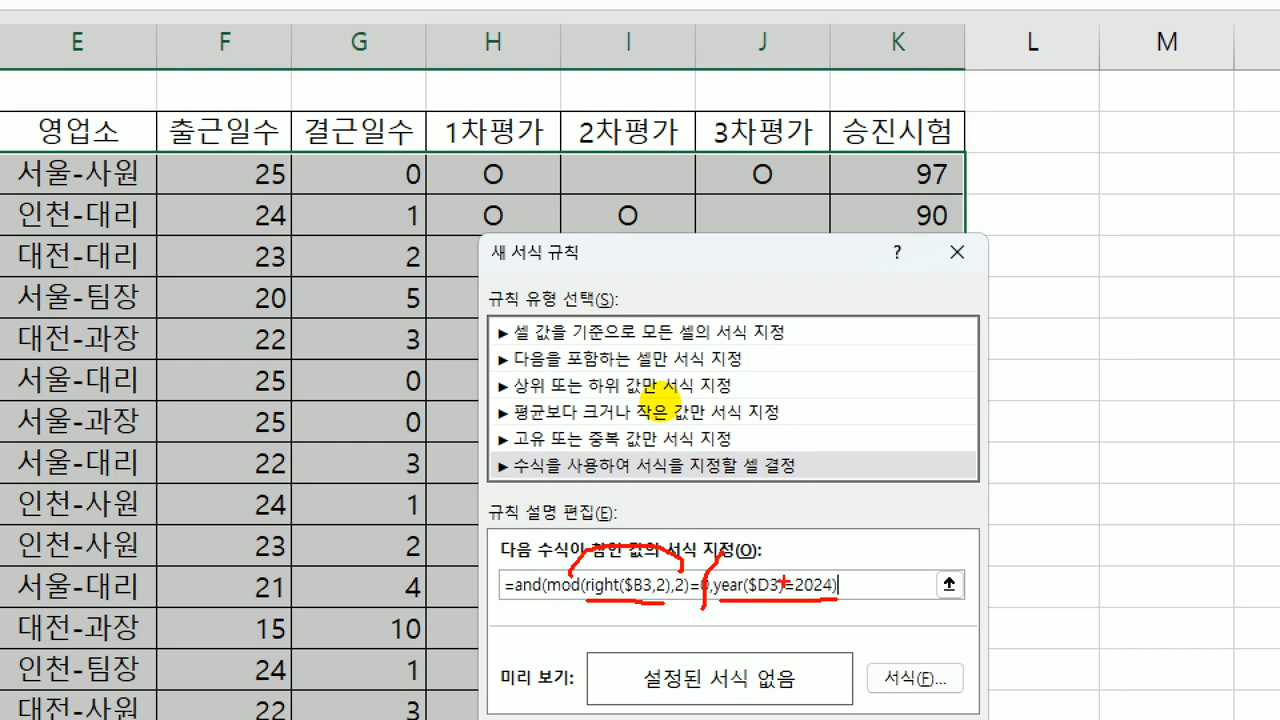 E F G H I J K L M
영업소 출근일수 결근일수 1차평가 2차평가 3차평가 승진시험
서울-사원 25 0 O O 97
인천-대리 24 1 O O 90
대전-대리 23 2
서울-팀장 20 5
대전-과장 22 3
서울-대리 25 0
서울-과장 25 0
서울-대리 22 3
인천-사원 24 1
인천-사원 23 2
서울-대리 21 4
대전-과장 15 10
인천-팀장 24 1
대전-사원 22 3
새 서식 규칙 ?
규칙 유형 선택(S):
► 셀 값을 기준으로 모든 셀의 서식 지정
► 다음을 포함하는 셀만 서식 지정
► 상위 또는 하위 값만 서식 지정
► 평균보다 크거나 작은 값만 서식 지정
► 고유 또는 중복 값만 서식 지정
► 수식을 사용하여 서식을 지정할 셀 결정
규칙 설명 편집(E):
다음 수식이 참인 값의 서식 지정(O):
=and(mod(right($B3,2),2)=0,year($D3)=2024)
미리 보기: 설정된 서식 없음 서식(F)...